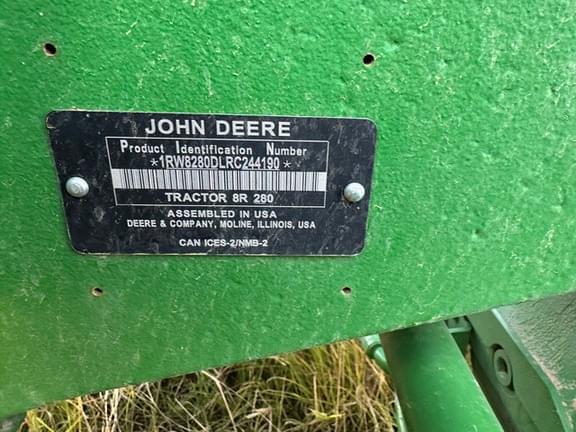 JOHN DEERE
Product Identification Number
*1RW8280DLRC244190*
TRACTOR 8R 280
ASSEMBLED IN USA
DEERE & COMPANY, MOLINE, ILLINOIS, USA
CAN ICES-2/NMB-2